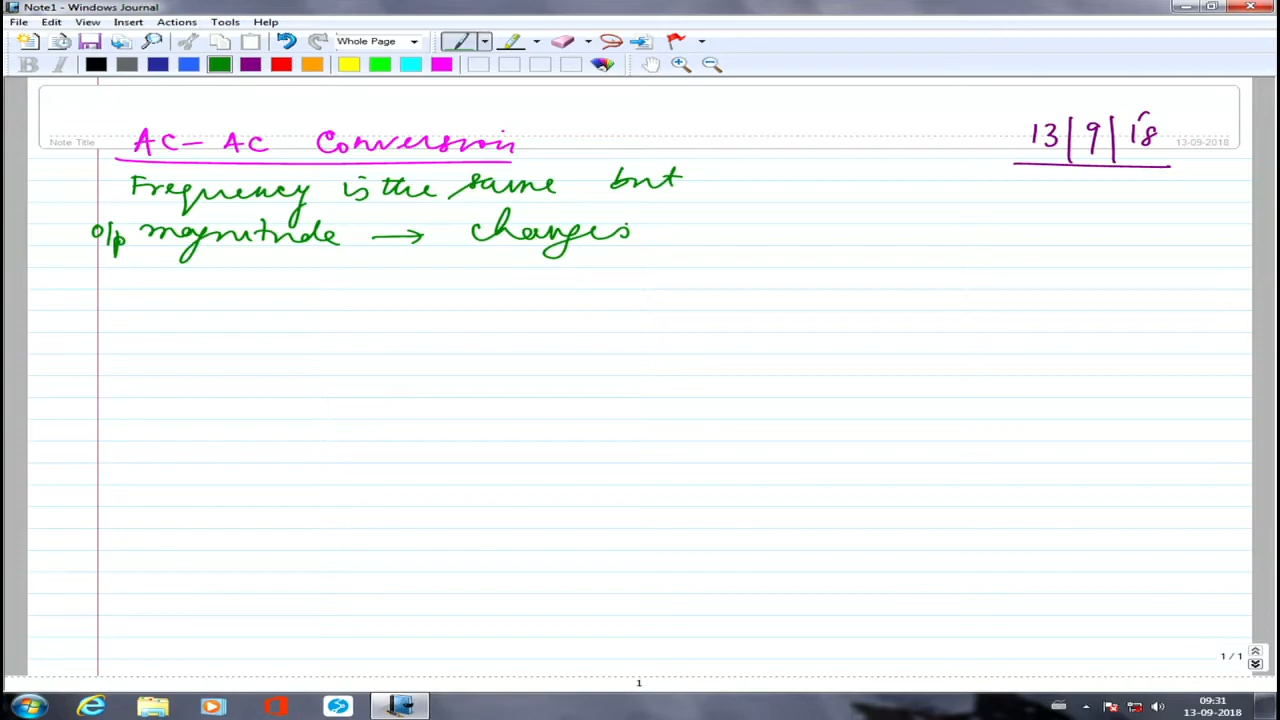 Note1 - Windows Journal
File Edit View Insert Actions Tools Help
Whole Page
AC-AC Conversion
13|9|18
Note Title
13-09-2018
Frequency is the same but
o/p magnitude → changes
1 / 1
1
09:31
13-09-2018